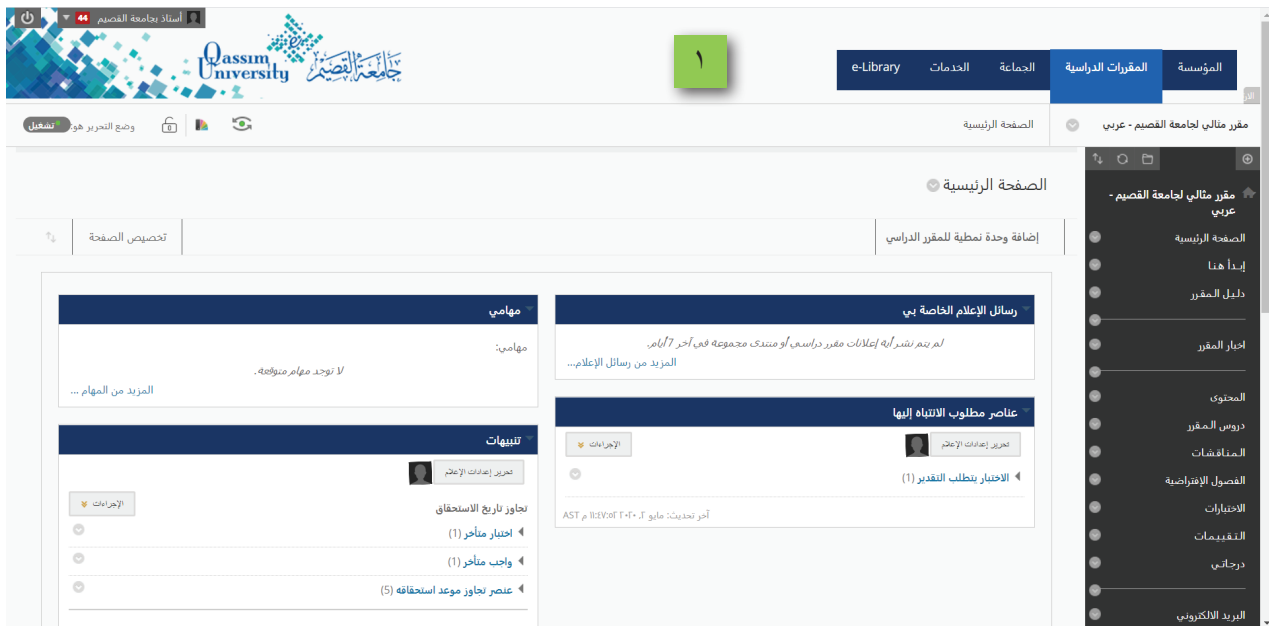 أستاذ بجامعة القصيم 44
Qassim University
جامعة القصيم
١
المؤسسة
المقررات الدراسية
الجماعة
الخدمات
e-Library
مقرر مثالي لجامعة القصيم - عربي
الصفحة الرئيسية
وضع التحرير هو: تشغيل
مقرر مثالي لجامعة القصيم -
عربي
الصفحة الرئيسية
إبدأ هنا
دليل المقرر
اخبار المقرر
المحتوى
دروس المقرر
المناقشات
الفصول الإفتراضية
الاختبارات
التقييمات
درجاتي
البريد الالكتروني
الصفحة الرئيسية
إضافة وحدة نمطية للمقرر الدراسي
تخصيص الصفحة
رسائل الإعلام الخاصة بي
لم يتم نشر أية إعلانات مقرر دراسي أو منتدى مجموعة في آخر 7 أيام.
المزيد من رسائل الإعلام...
عناصر مطلوب الانتباه إليها
تحرير إعدادات الإعلام
الإجراءات
الاختبار يتطلب التقدير (1)
آخر تحديث: مايو ٢، ٢٠٢٠ ١١:٤٧:٥٢ م AST
مهامي
مهامي:
لا توجد مهام متوقعة.
المزيد من المهام ...
تنبيهات
تحرير إعدادات الإعلام
الإجراءات
تجاوز تاريخ الاستحقاق
اختبار متأخر (1)
واجب متأخر (1)
عنصر تجاوز موعد استحقاقه (5)